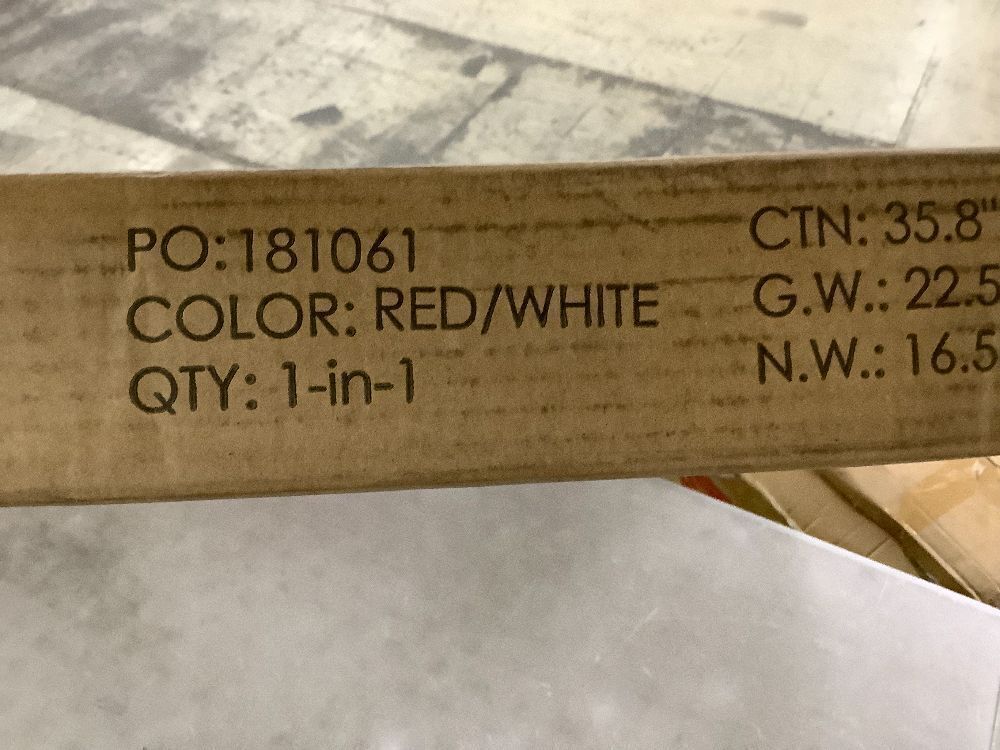 PO:181061
COLOR: RED/WHITE
QTY: 1-in-1
CTN: 35.8"
G.W.: 22.5
N.W.: 16.5